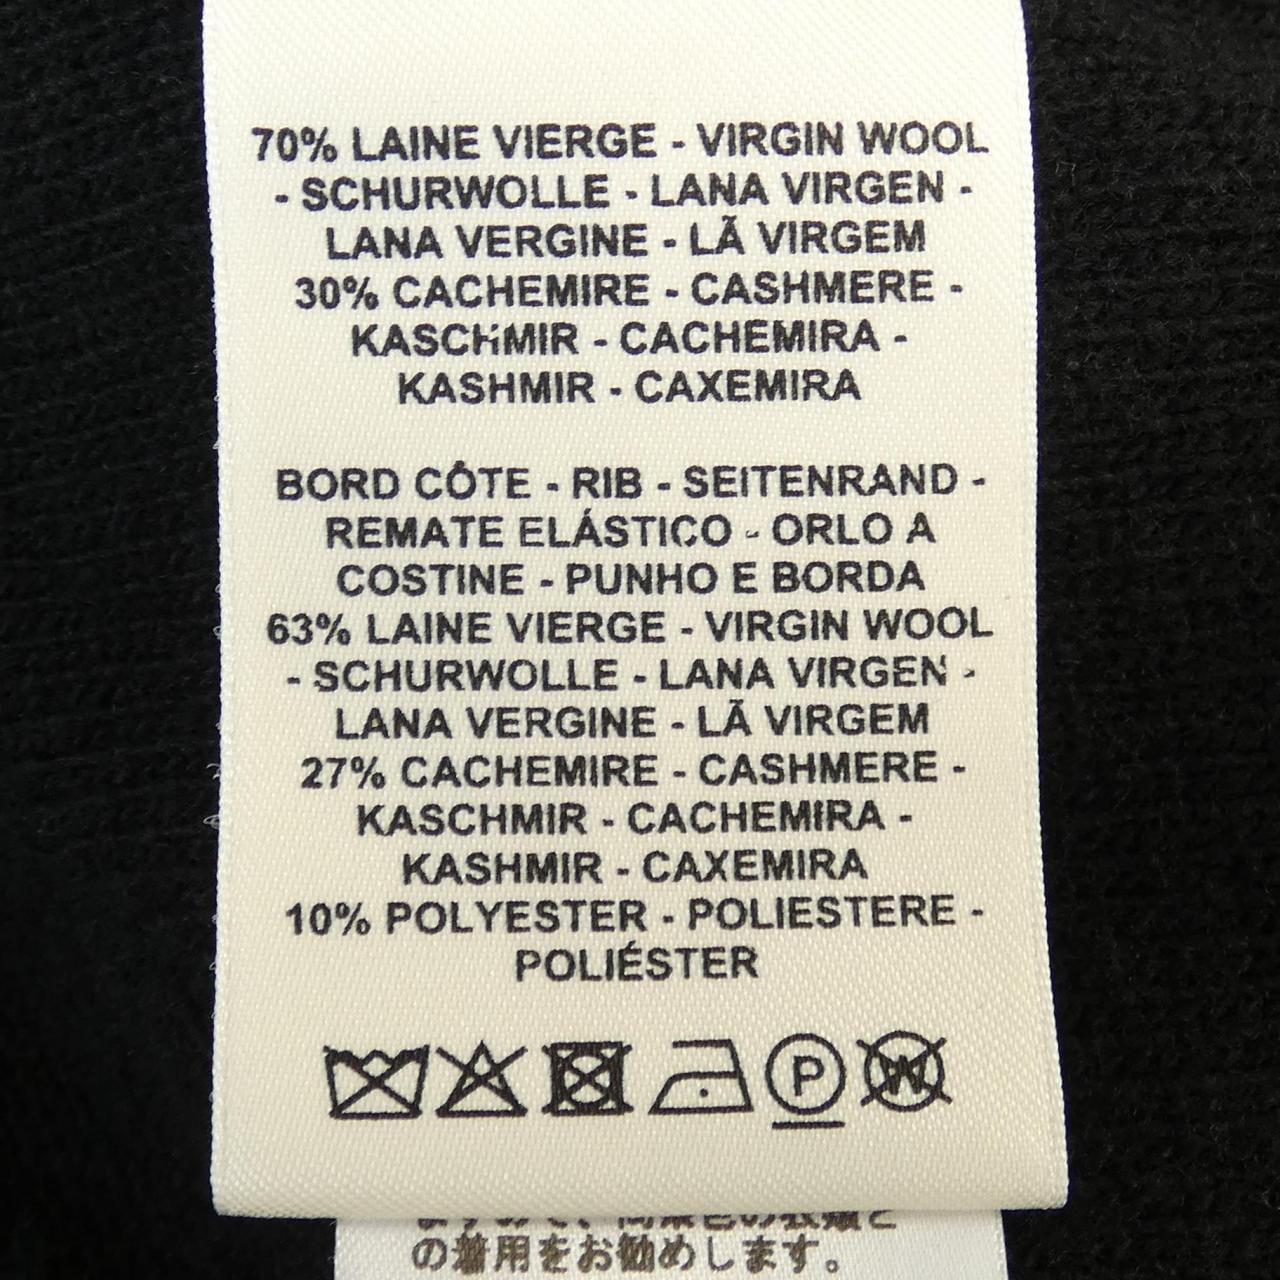 70% LAINE VIERGE - VIRGIN WOOL
- SCHURWOLLE - LANA VIRGEN -
LANA VERGINE - LÃ VIRGEM
30% CACHEMIRE - CASHMERE -
KASCHMIR - CACHEMIRA -
KASHMIR - CAXEMIRA
BORD CÔTE - RIB - SEITENRAND -
REMATE ELÁSTICO - ORLO A
COSTINE - PUNHO E BORDA
63% LAINE VIERGE - VIRGIN WOOL
- SCHURWOLLE - LANA VIRGEN -
LANA VERGINE - LÃ VIRGEM
27% CACHEMIRE - CASHMERE -
KASCHMIR - CACHEMIRA -
KASHMIR - CAXEMIRA
10% POLYESTER - POLIESTERE -
POLIÉSTER
P W
の着用をお勧めします。